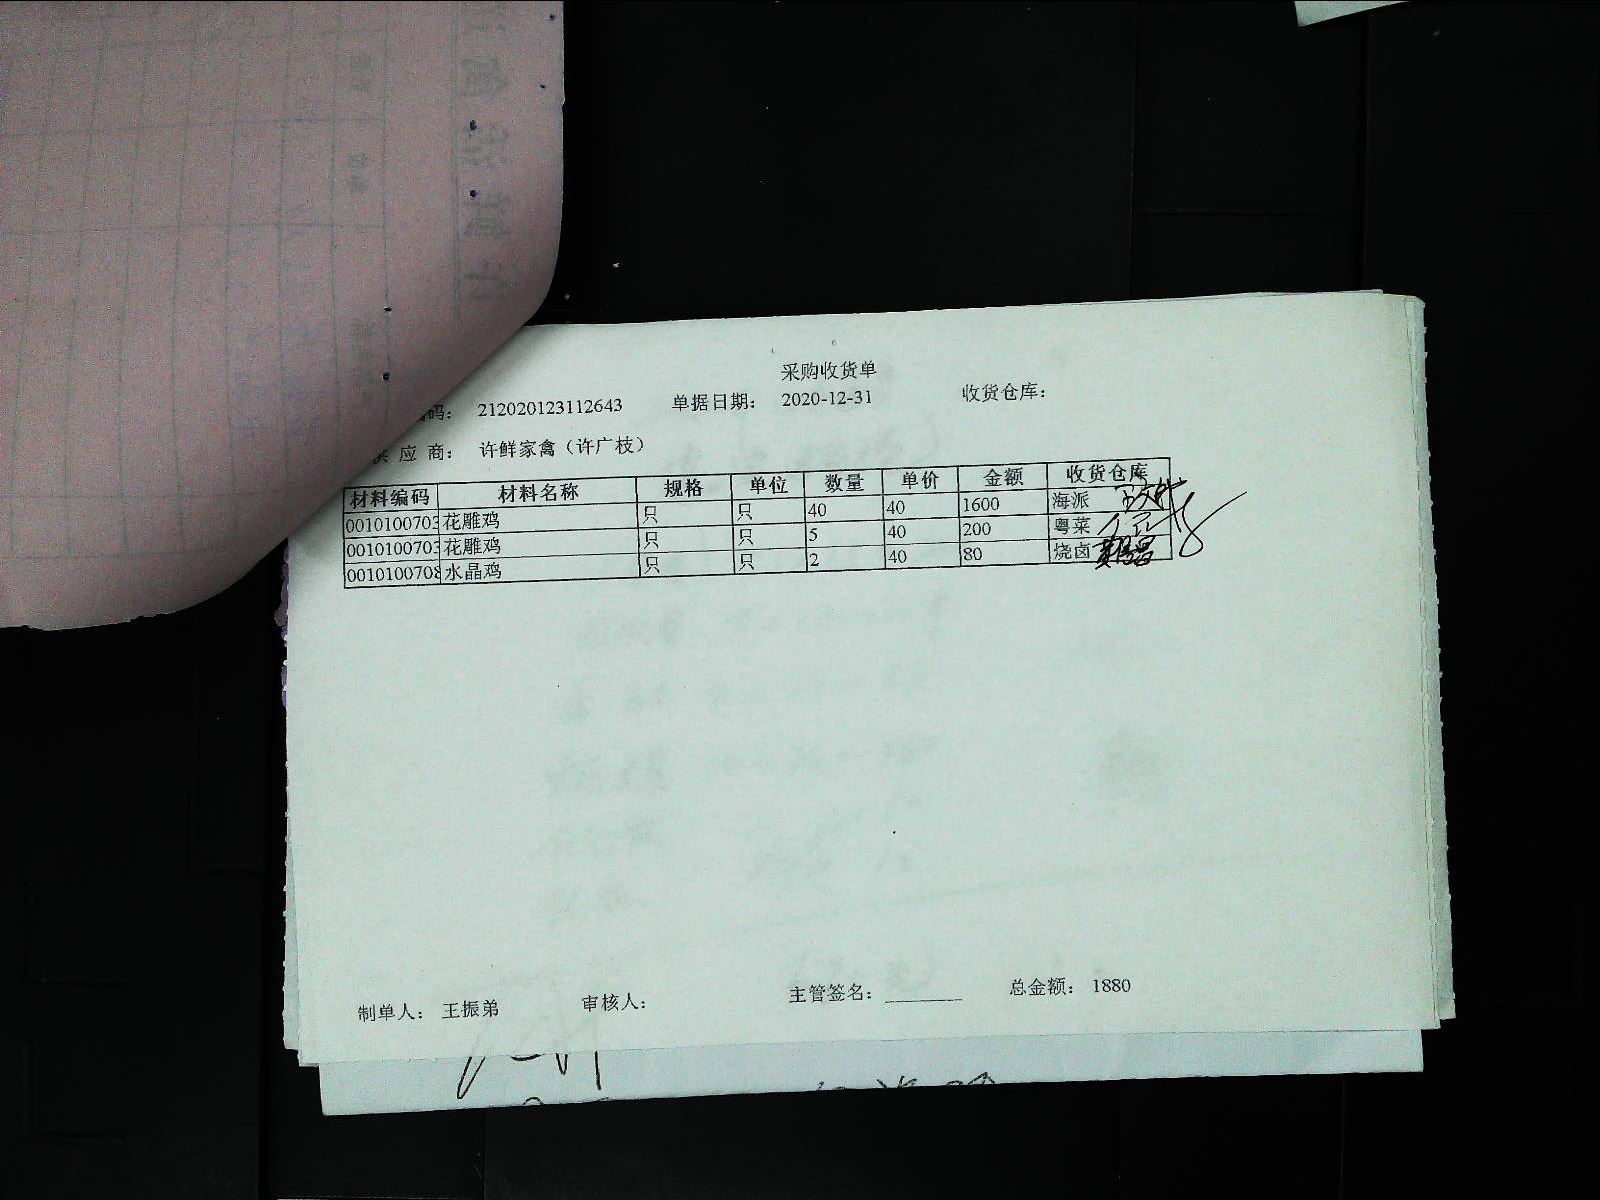 采购收货单
码： 212020123112643 单据日期： 2020-12-31 收货仓库：
应 商： 许鲜家禽（许广枝）
材料编码 材料名称 规格 单位 数量 单价 金额 收货仓库
0010100703 花雕鸡 只 只 40 40 1600 海派
0010100703 花雕鸡 只 只 5 40 200 粤菜
0010100708 水晶鸡 只 只 2 40 80 烧卤
制单人： 王振弟 审核人： 主管签名： ________ 总金额： 1880